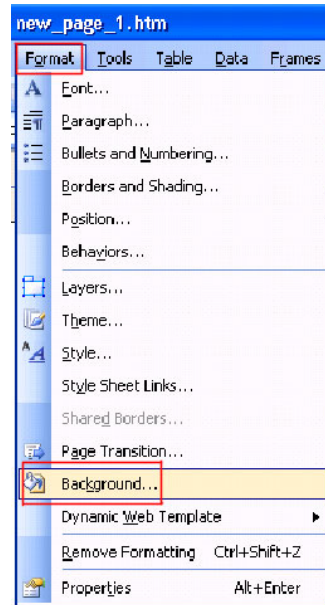 new_page_1.htm
Format Tools Table Data Frames
Font...
Paragraph...
Bullets and Numbering...
Borders and Shading...
Position...
Behaviors...
Layers...
Theme...
Style...
Style Sheet Links...
Shared Borders...
Page Transition...
Background...
Dynamic Web Template
Remove Formatting Ctrl+Shift+Z
Properties Alt+Enter